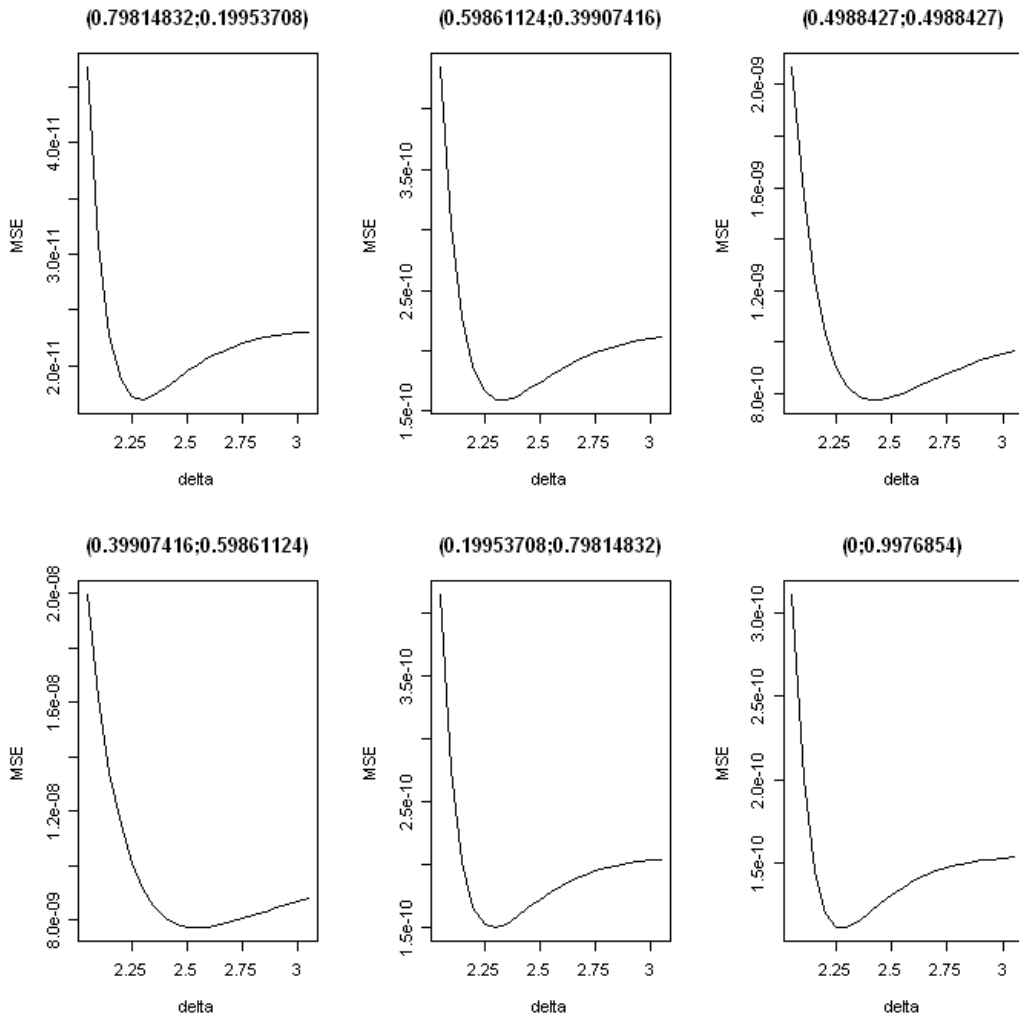 (0.79814832;0.19953708)
MSE
4.0e-11
3.0e-11
2.0e-11
2.25 2.5 2.75 3
delta
(0.59861124;0.39907416)
MSE
3.5e-10
2.5e-10
1.5e-10
2.25 2.5 2.75 3
delta
(0.4988427;0.4988427)
MSE
2.0e-09
1.6e-09
1.2e-09
8.0e-10
2.25 2.5 2.75 3
delta
(0.39907416;0.59861124)
MSE
2.0e-08
1.6e-08
1.2e-08
8.0e-09
2.25 2.5 2.75 3
delta
(0.19953708;0.79814832)
MSE
3.5e-10
2.5e-10
1.5e-10
2.25 2.5 2.75 3
delta
(0;0.9976854)
MSE
3.0e-10
2.5e-10
2.0e-10
1.5e-10
2.25 2.5 2.75 3
delta